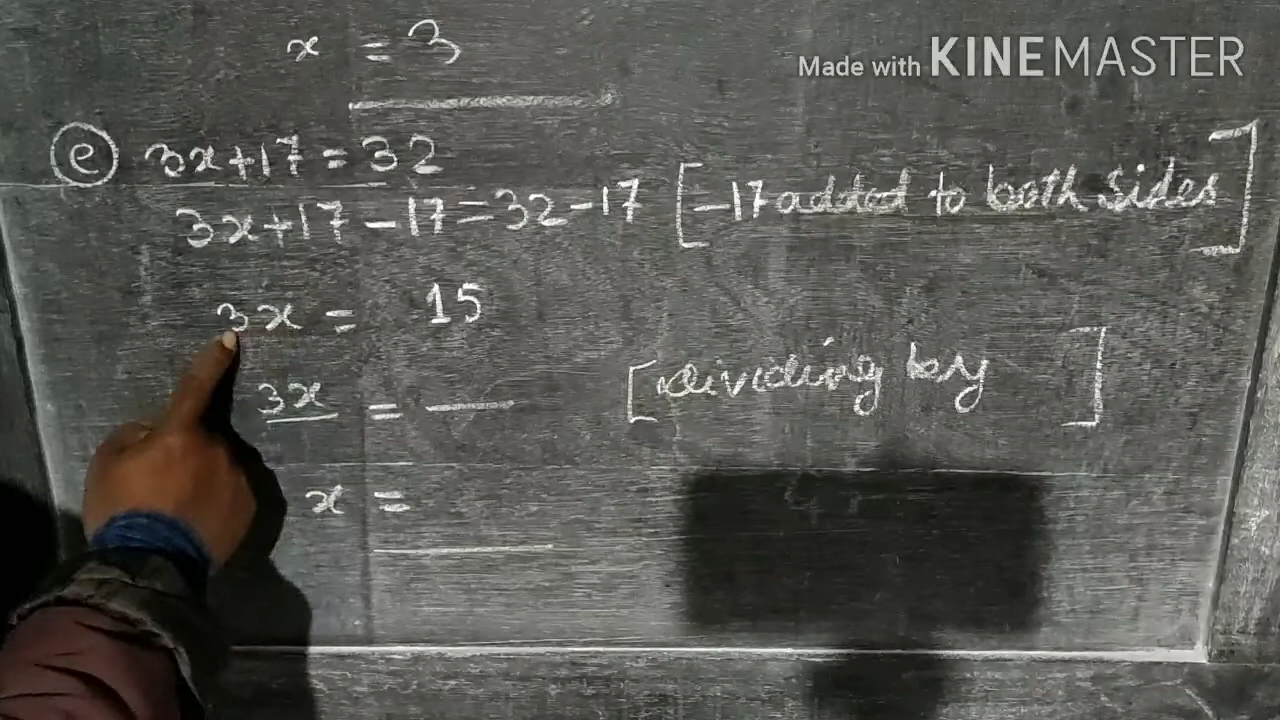 x = 3
Made with KINEMASTER
(e) 3x+17=32
3x+17-17=32-17 [-17 added to both sides]
3x = 15
3x = [dividing by ]
x =